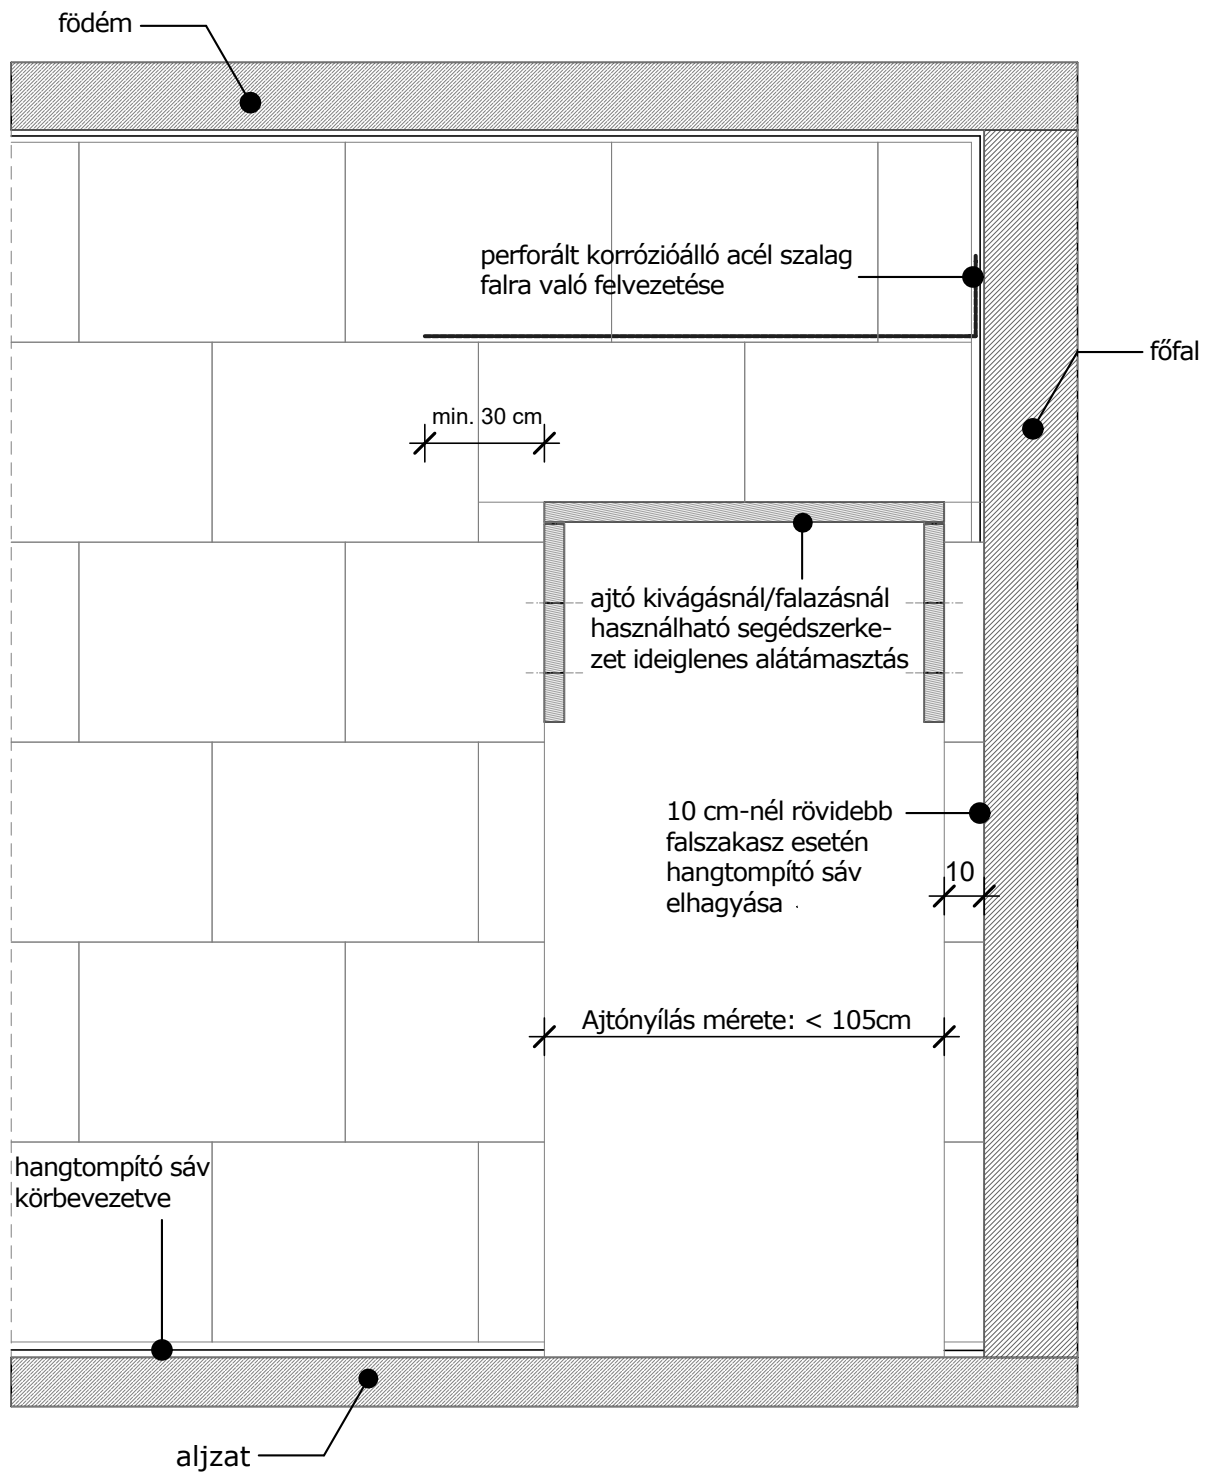 födém
perforált korrózióálló acél szalag
falra való felvezetése
főfal
min. 30 cm
ajtó kivágásnál/falazásnál
használható segédszerke-
zet ideiglenes alátámasztás
10 cm-nél rövidebb
falszakasz esetén
hangtompító sáv
elhagyása .
10
Ajtónyílás mérete: < 105cm
hangtompító sáv
körbevezetve
aljzat